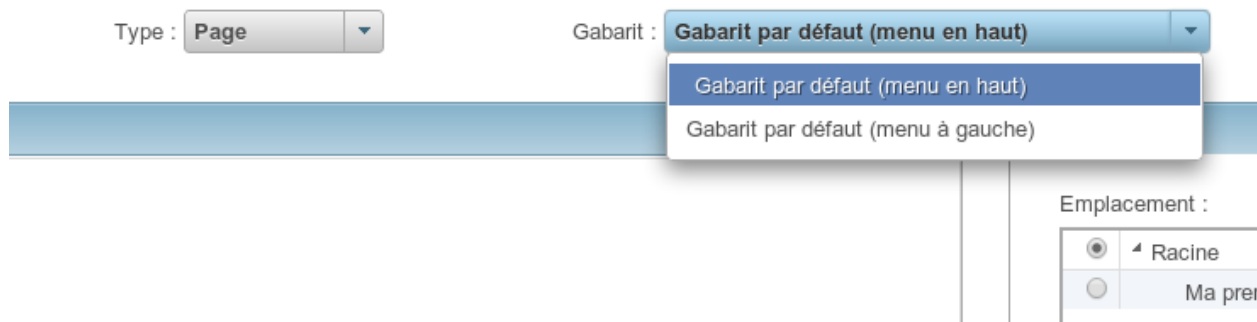 Type : Page Gabarit : Gabarit par défaut (menu en haut)
Gabarit par défaut (menu en haut)
Gabarit par défaut (menu à gauche)
Emplacement :
Racine
Ma